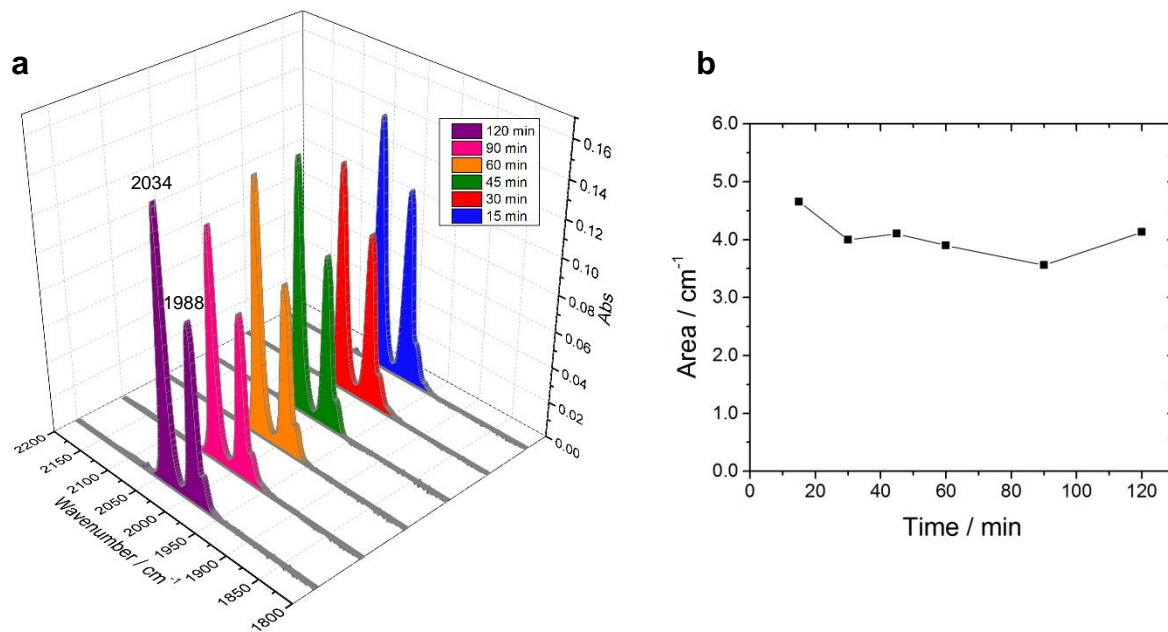 a
2034
1988
120 min
90 min
60 min
45 min
30 min
15 min
0.16
0.14
0.12
0.10
0.08
0.06
0.04
0.02
0.00
Abs
2200
2150
2100
2050
2000
1950
1900
1850
1800
Wavenumber / cm⁻¹
b
6.0
5.0
4.0
3.0
2.0
1.0
0.0
Area / cm⁻¹
0 20 40 60 80 100 120
Time / min